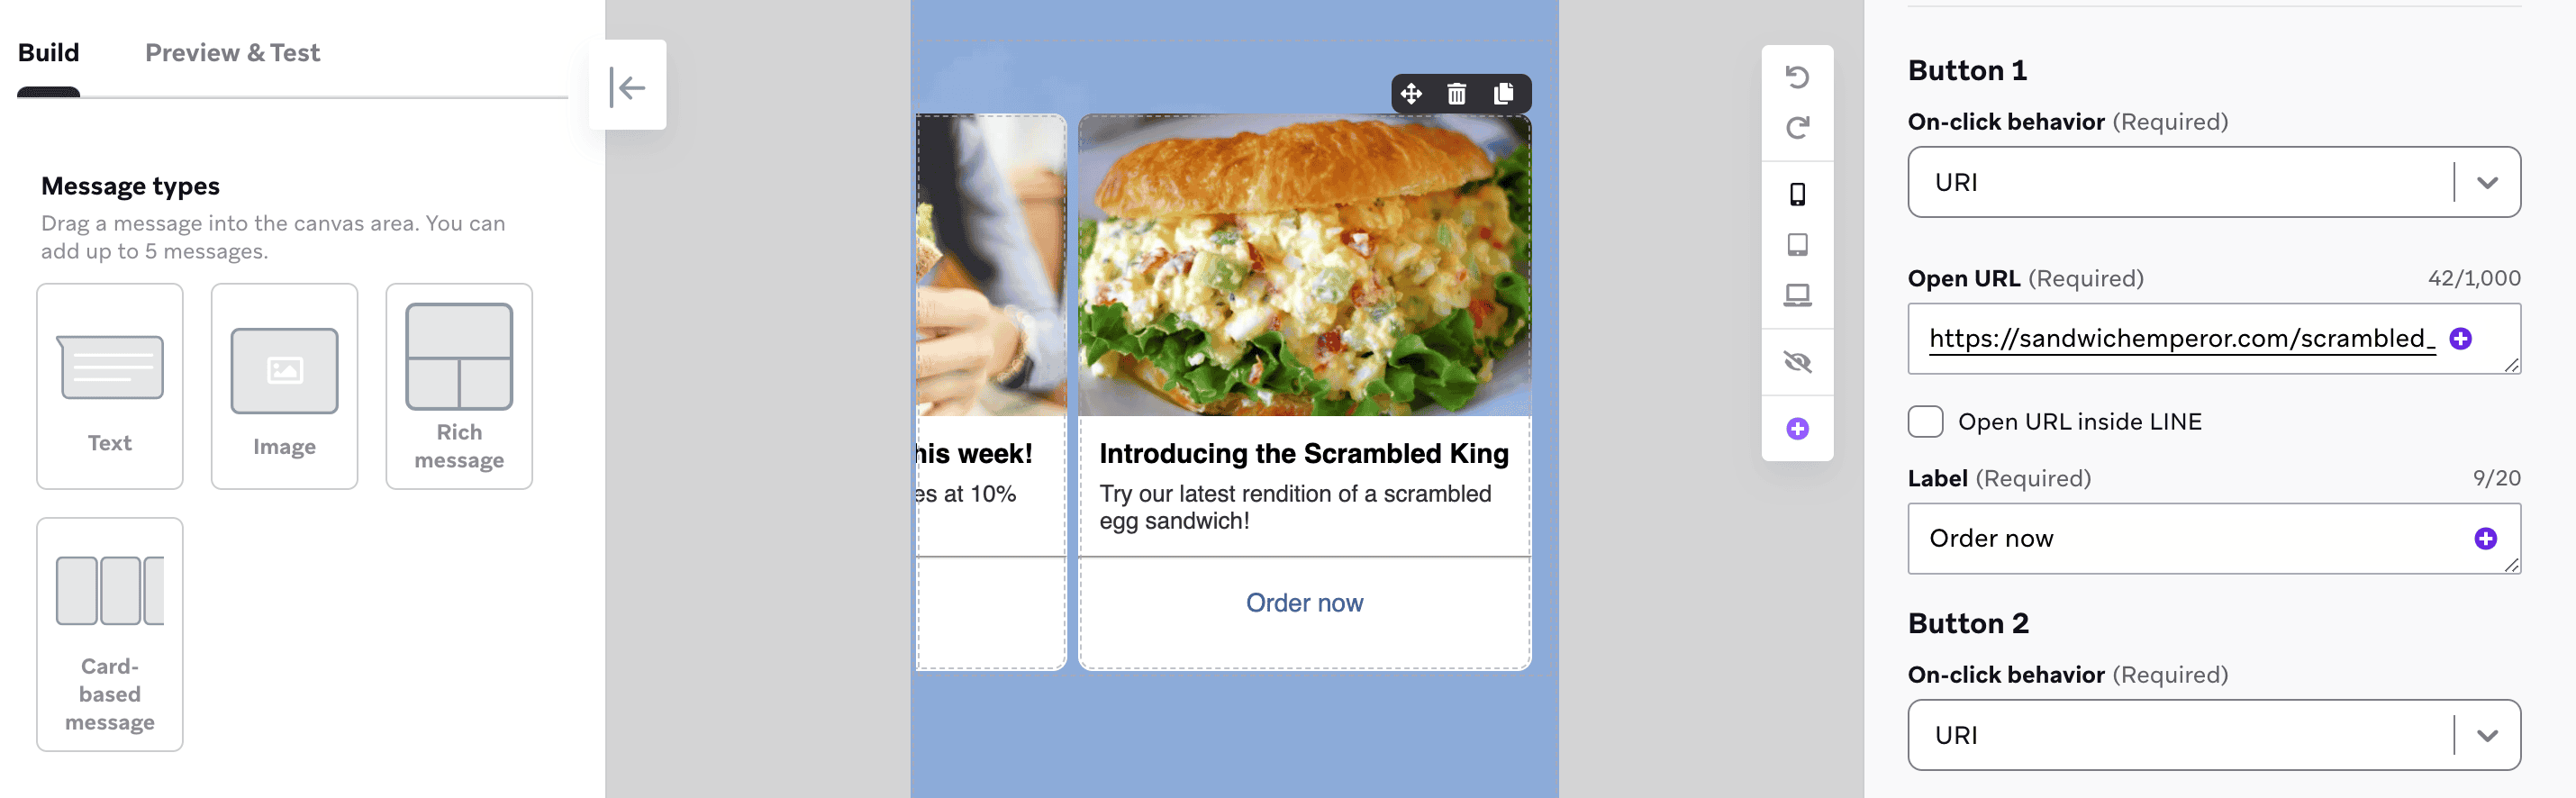 Build
Preview & Test
Message types
Drag a message into the canvas area. You can
add up to 5 messages.
Text
Image
Rich
message
Card-
based
message
his week!
es at 10%
Introducing the Scrambled King
Try our latest rendition of a scrambled
egg sandwich!
Order now
Button 1
On-click behavior (Required)
URI
Open URL (Required)
42/1,000
https://sandwichemperor.com/scrambled_
Open URL inside LINE
Label (Required)
9/20
Order now
Button 2
On-click behavior (Required)
URI